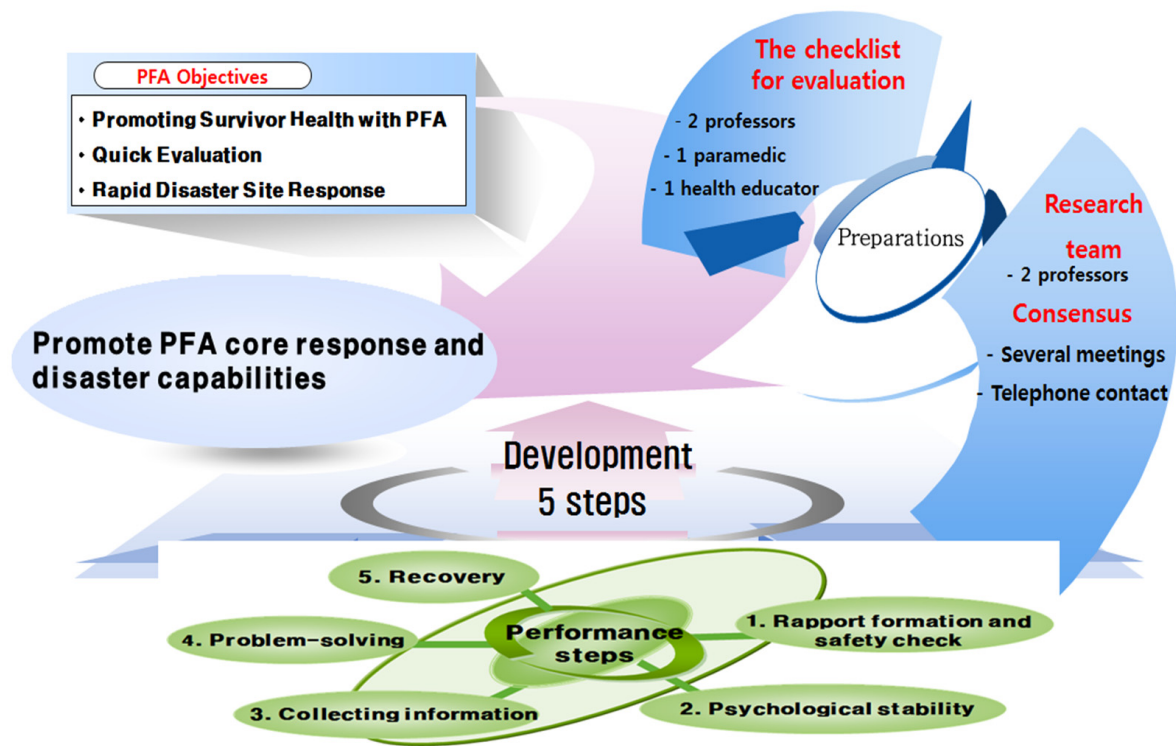 PFA Objectives
· Promoting Survivor Health with PFA
· Quick Evaluation
· Rapid Disaster Site Response
The checklist
for evaluation
- 2 professors
- 1 paramedic
- 1 health educator
Preparations
Research
team
- 2 professors
Consensus
- Several meetings
- Telephone contact
Promote PFA core response and
disaster capabilities
Development
5 steps
Performance
steps
1. Rapport formation and
safety check
2. Psychological stability
3. Collecting information
4. Problem-solving
5. Recovery